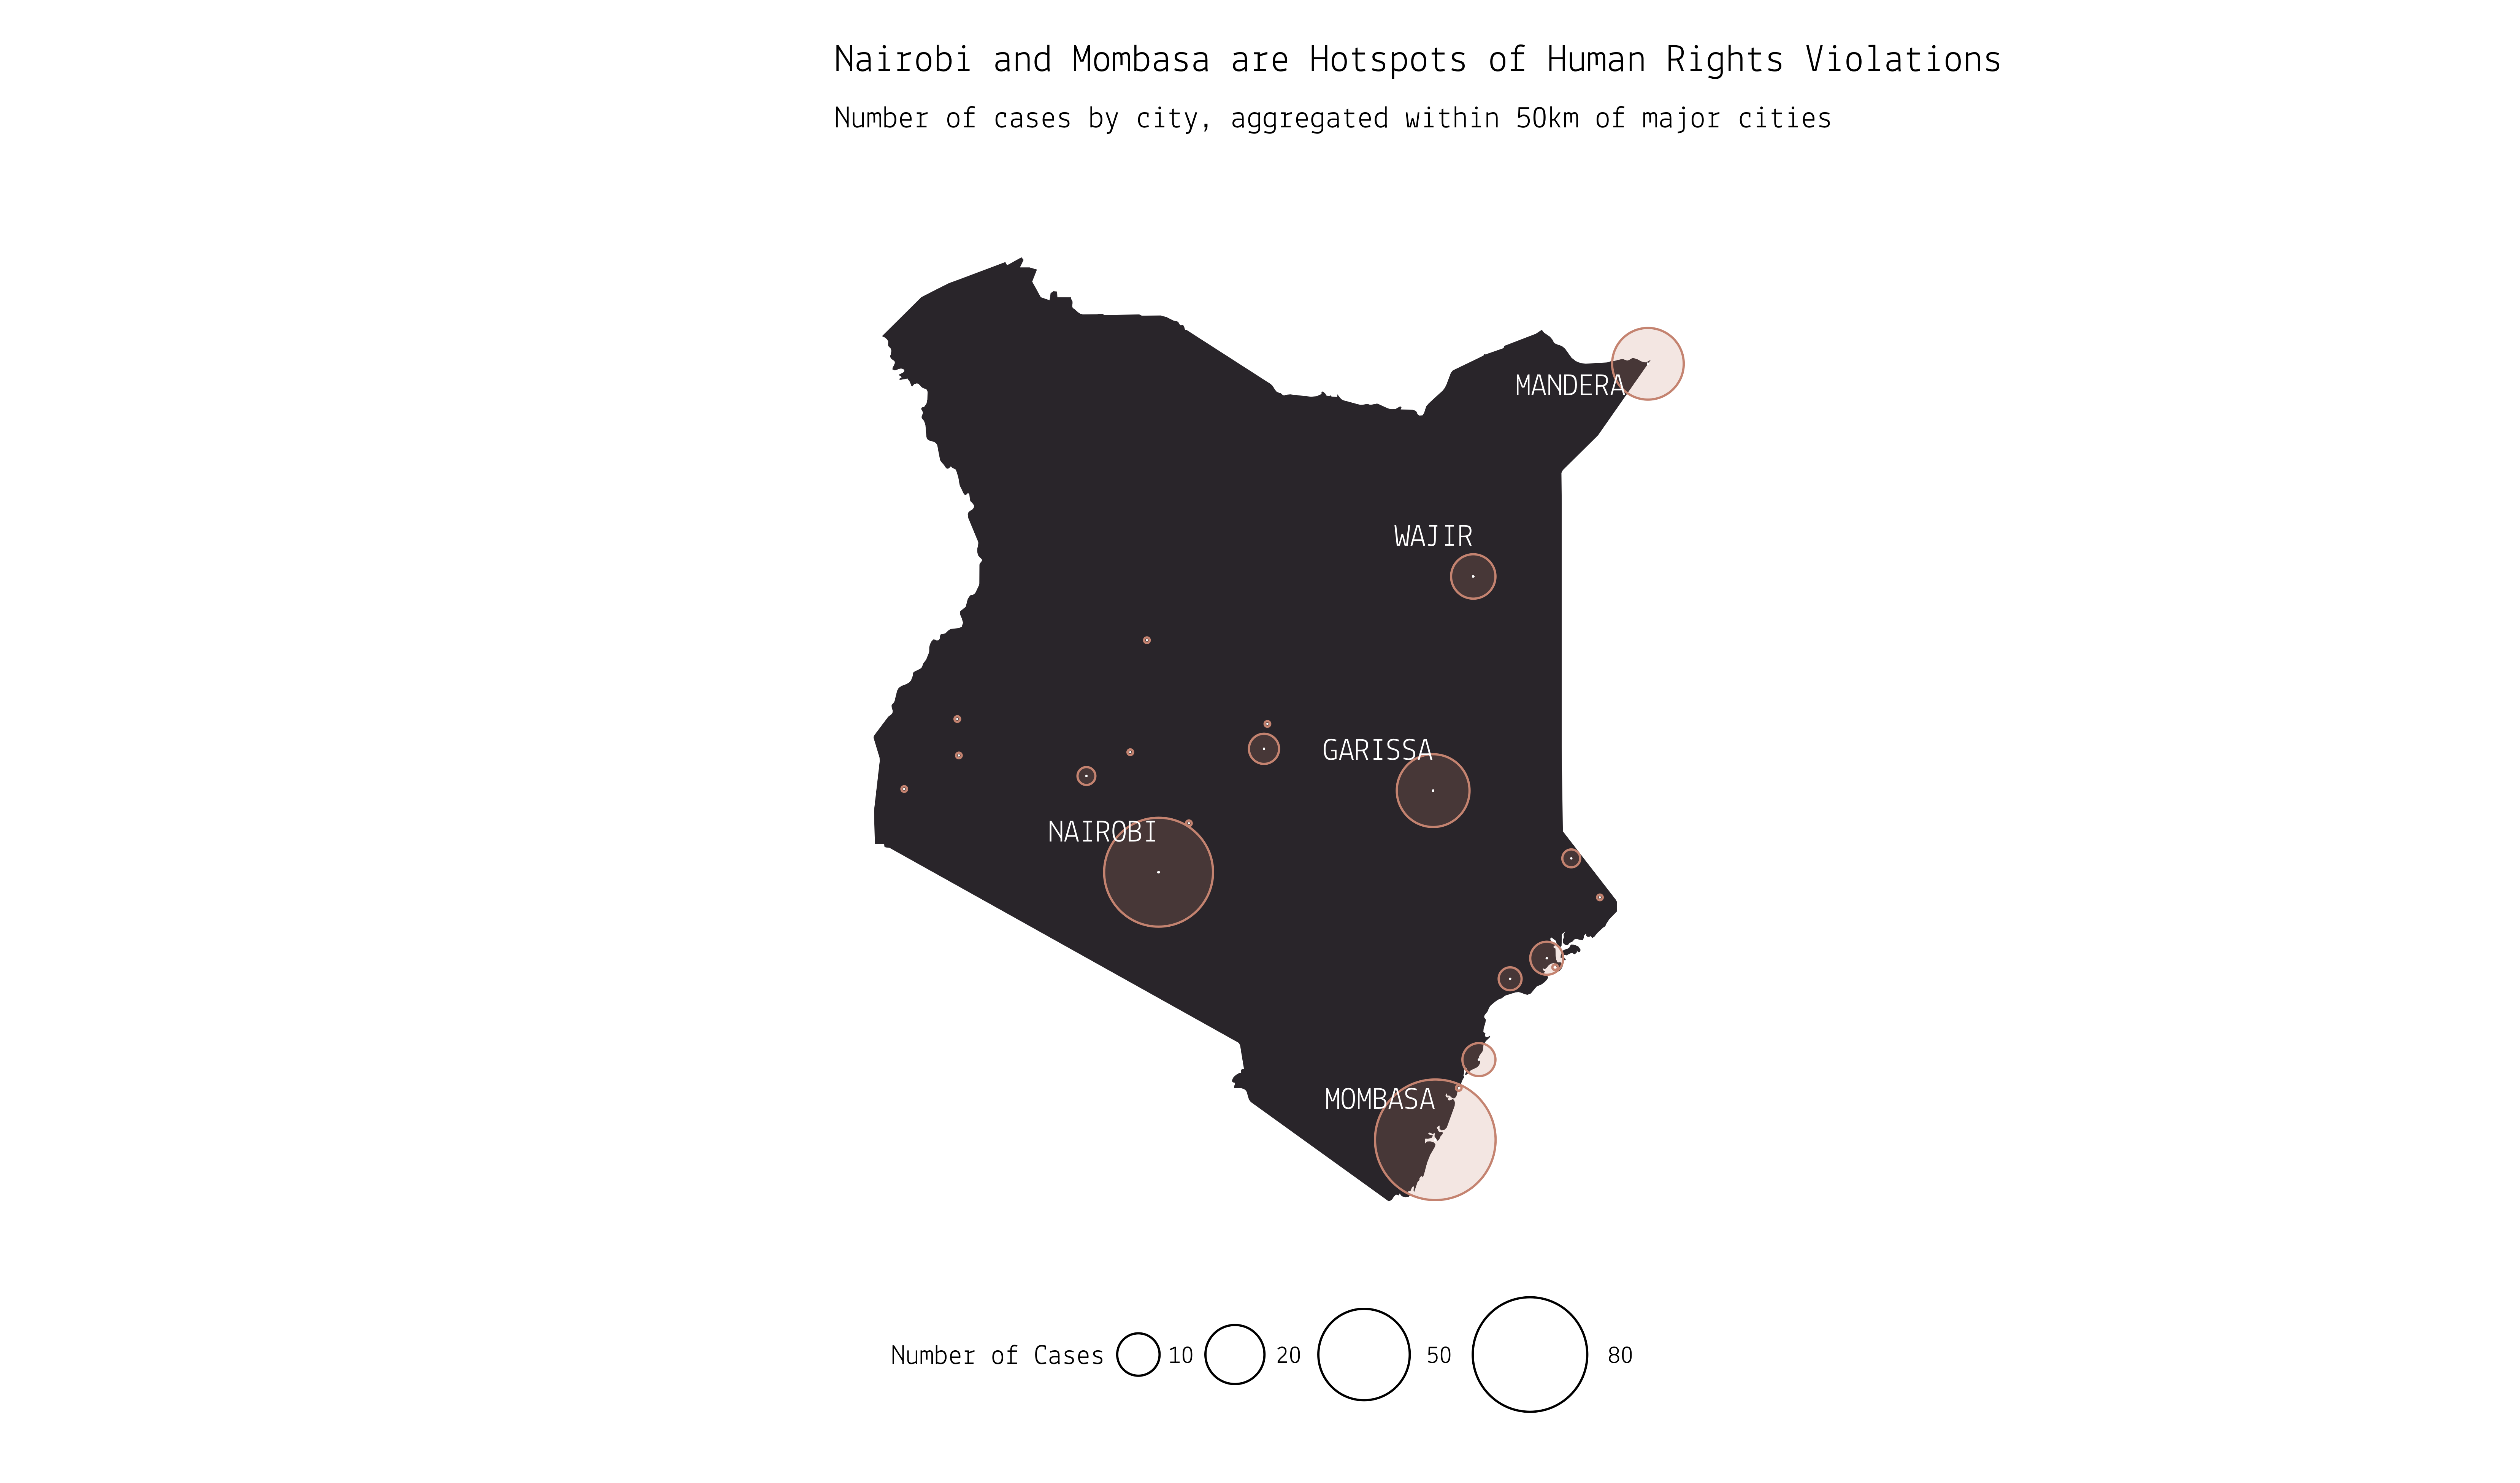 Nairobi and Mombasa are Hotspots of Human Rights Violations
Number of cases by city, aggregated within 50km of major cities
MANDERA
WAJIR
GARISSA
NAIROBI
MOMBASA
Number of Cases 10 20 50 80